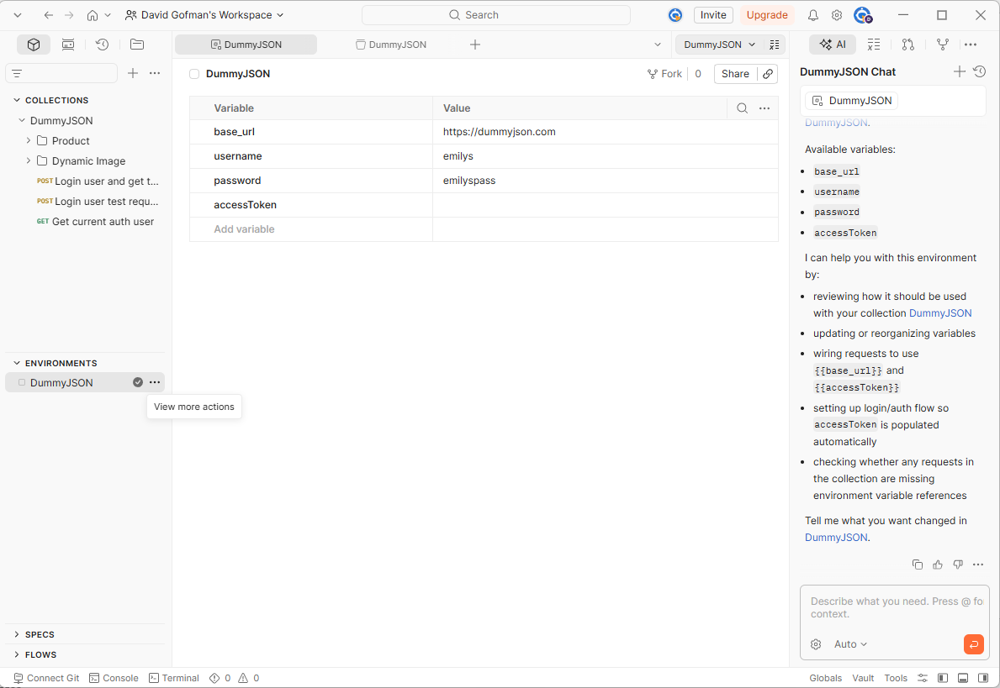 David Gofman's Workspace
Search
Invite
Upgrade
DummyJSON
DummyJSON
DummyJSON
AI
COLLECTIONS
DummyJSON
Product
Dynamic Image
POST Login user and get t...
POST Login user test requ...
GET Get current auth user
ENVIRONMENTS
DummyJSON
View more actions
SPECS
FLOWS
DummyJSON
Fork
0
Share
Variable Value
base_url https://dummyjson.com
username emilys
password emilyspass
accessToken
Add variable
DummyJSON Chat
DummyJSON
DummyJSON.
Available variables:
base_url
username
password
accessToken
I can help you with this environment
by:
reviewing how it should be used
with your collection DummyJSON
updating or reorganizing variables
wiring requests to use
{{base_url}} and
{{accessToken}}
setting up login/auth flow so
accessToken is populated
automatically
checking whether any requests in
the collection are missing
environment variable references
Tell me what you want changed in
DummyJSON.
Describe what you need. Press @ fo
context.
Auto
Connect Git
Console
Terminal
0
0
Globals
Vault
Tools